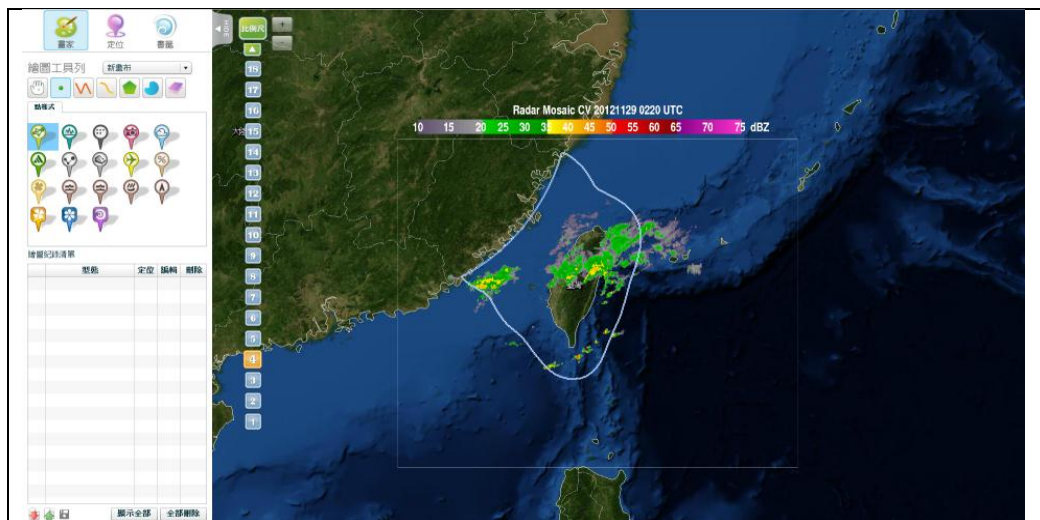 畫家 定位 書籤
繪圖工具列 新畫布
點樣式
繪圖紀錄清單
型態 定位 編輯 刪除
顯示全部 全部刪除
HIDE
比例尺
+
-
18
17
16
15
14
13
12
11
10
9
8
7
6
5
4
3
2
1
Radar Mosaic CV 20121129 0220 UTC
10 15 20 25 30 35 40 45 50 55 60 65 70 75 dBZ